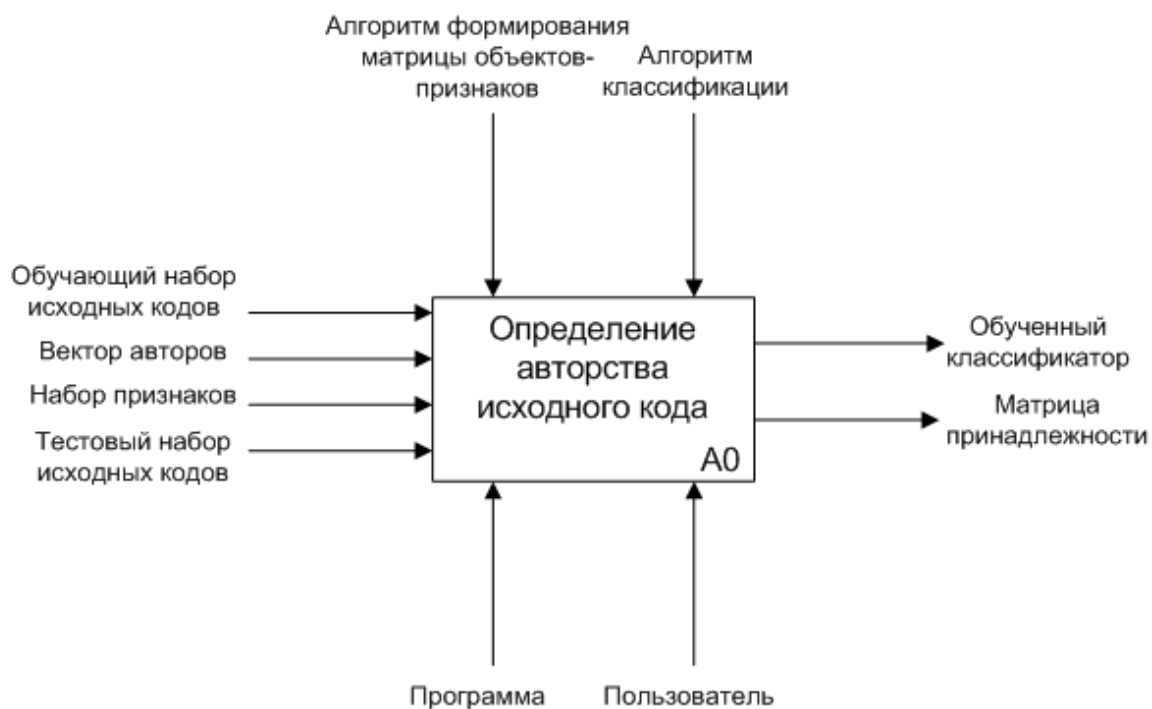 Алгоритм формирования
матрицы объектов-
признаков
Алгоритм
классификации
Обучающий набор
исходных кодов
Вектор авторов
Набор признаков
Тестовый набор
исходных кодов
Определение
авторства
исходного кода
A0
Обученный
классификатор
Матрица
принадлежности
Программа
Пользователь